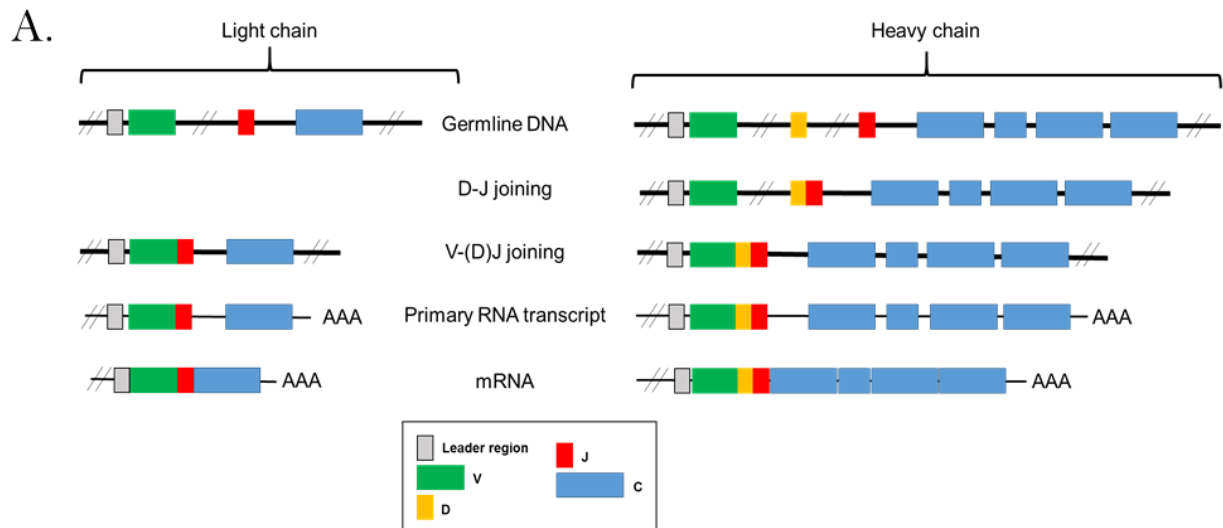 A.
Light chain
Heavy chain
Germline DNA
D-J joining
V-(D)J joining
AAA
Primary RNA transcript
AAA
AAA
mRNA
AAA
Leader region
V
D
J
C